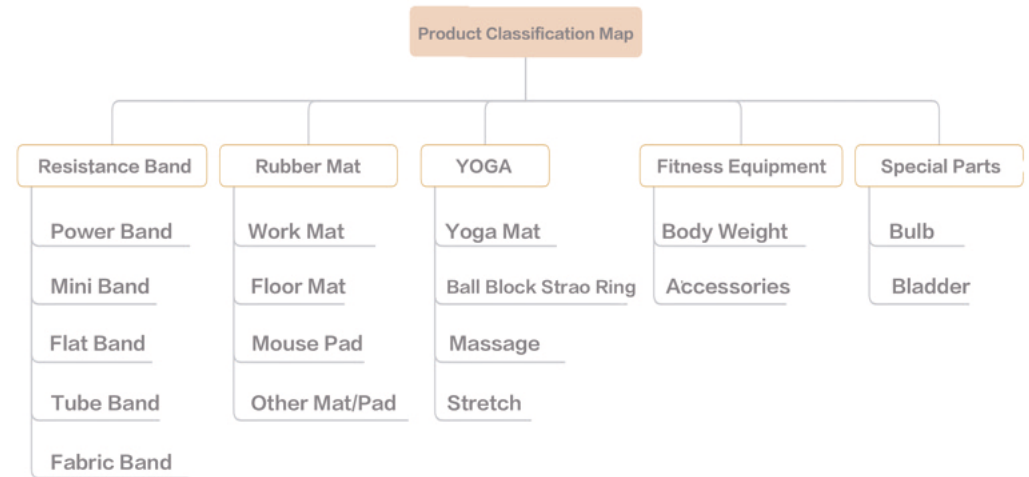 Product Classification Map
Resistance Band
Power Band
Mini Band
Flat Band
Tube Band
Fabric Band
Rubber Mat
Work Mat
Floor Mat
Mouse Pad
Other Mat/Pad
YOGA
Yoga Mat
Ball Block Strao Ring
Massage
Stretch
Fitness Equipment
Body Weight
Accessories
Special Parts
Bulb
Bladder